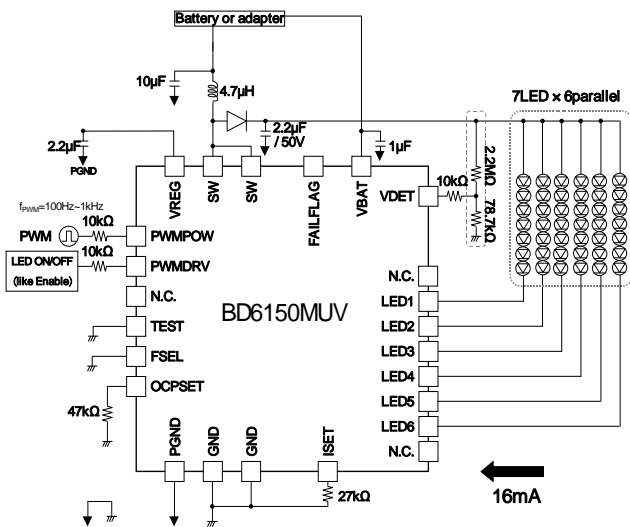 Battery or adapter
10µF
4.7µH
7LED × 6parallel
2.2µF
/ 50V
2.2µF
PGND
1µF
2.2MΩ
78.7kΩ
10kΩ
VREG
SW
SW
FAILFLAG
VBAT
VDET
fPWM=100Hz~1kHz
10kΩ
PWM
PWMPOW
10kΩ
LED ON/OFF
(like Enable)
PWMDRV
N.C.
N.C.
LED1
TEST
BD6150MUV
LED2
FSEL
LED3
OCPSET
LED4
47kΩ
LED5
LED6
PGND
GND
GND
ISET
N.C.
27kΩ
16mA